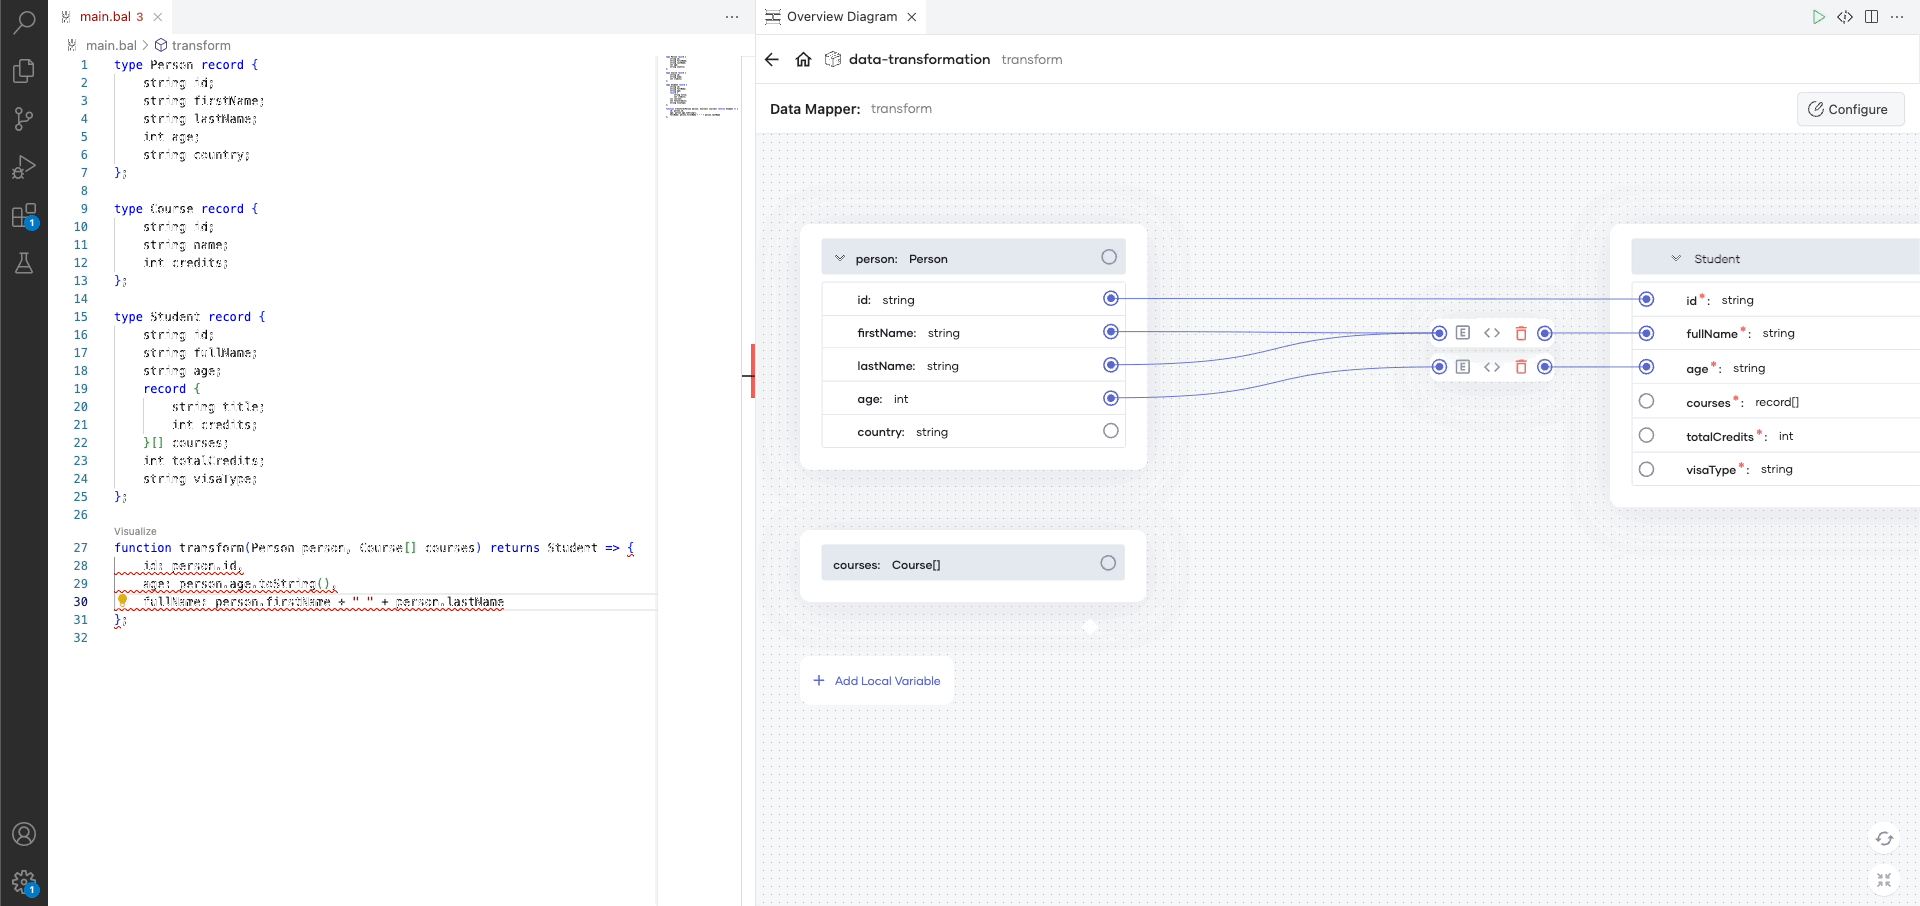 main.bal 3
main.bal > transform
1 type Person record {
2 string id;
3 string firstName;
4 string lastName;
5 int age;
6 string country;
7 };
8
9 type Course record {
10 string id;
11 string name;
12 int credits;
13 };
14
15 type Student record {
16 string id;
17 string fullName;
18 string age;
19 record {
20 string title;
21 int credits;
22 }[] courses;
23 int totalCredits;
24 string visaType;
25 };
26
Visualize
27 function transform(Person person, Course[] courses) returns Student => {
28 id: person.id,
29 age: person.age.toString(),
30 fullName: person.firstName + " " + person.lastName
31 };
32
1
1
Overview Diagram
data-transformation transform
Data Mapper: transform
Configure
person: Person
id: string
firstName: string
lastName: string
age: int
country: string
courses: Course[]
+ Add Local Variable
E <>
E <>
Student
id*: string
fullName*: string
age*: string
courses*: record[]
totalCredits*: int
visaType*: string